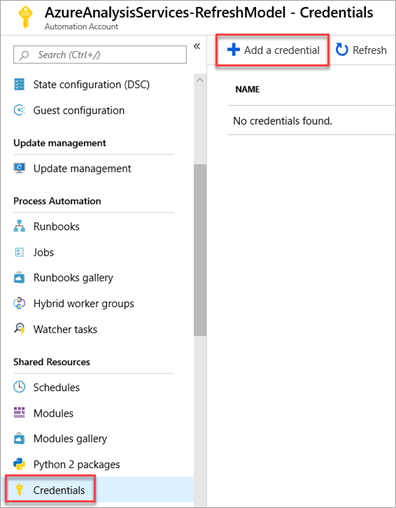 AzureAnalysisServices-RefreshModel - Credentials
Automation Account
Search (Ctrl+/)
«
Add a credential
Refresh
State configuration (DSC)
Guest configuration
Update management
Update management
Process Automation
Runbooks
Jobs
Runbooks gallery
Hybrid worker groups
Watcher tasks
Shared Resources
Schedules
Modules
Modules gallery
Python 2 packages
Credentials
NAME
No credentials found.